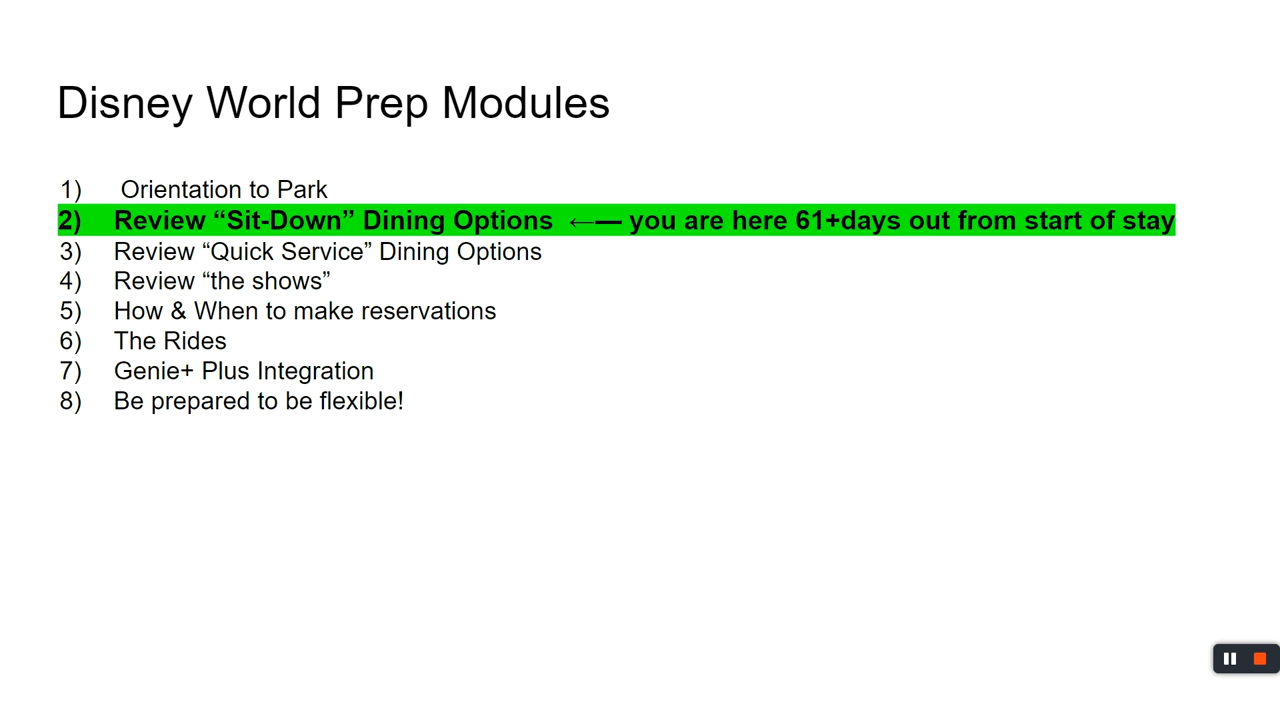 Disney World Prep Modules
1) Orientation to Park
2) Review “Sit-Down” Dining Options ←— you are here 61+days out from start of stay
3) Review “Quick Service” Dining Options
4) Review “the shows”
5) How & When to make reservations
6) The Rides
7) Genie+ Plus Integration
8) Be prepared to be flexible!